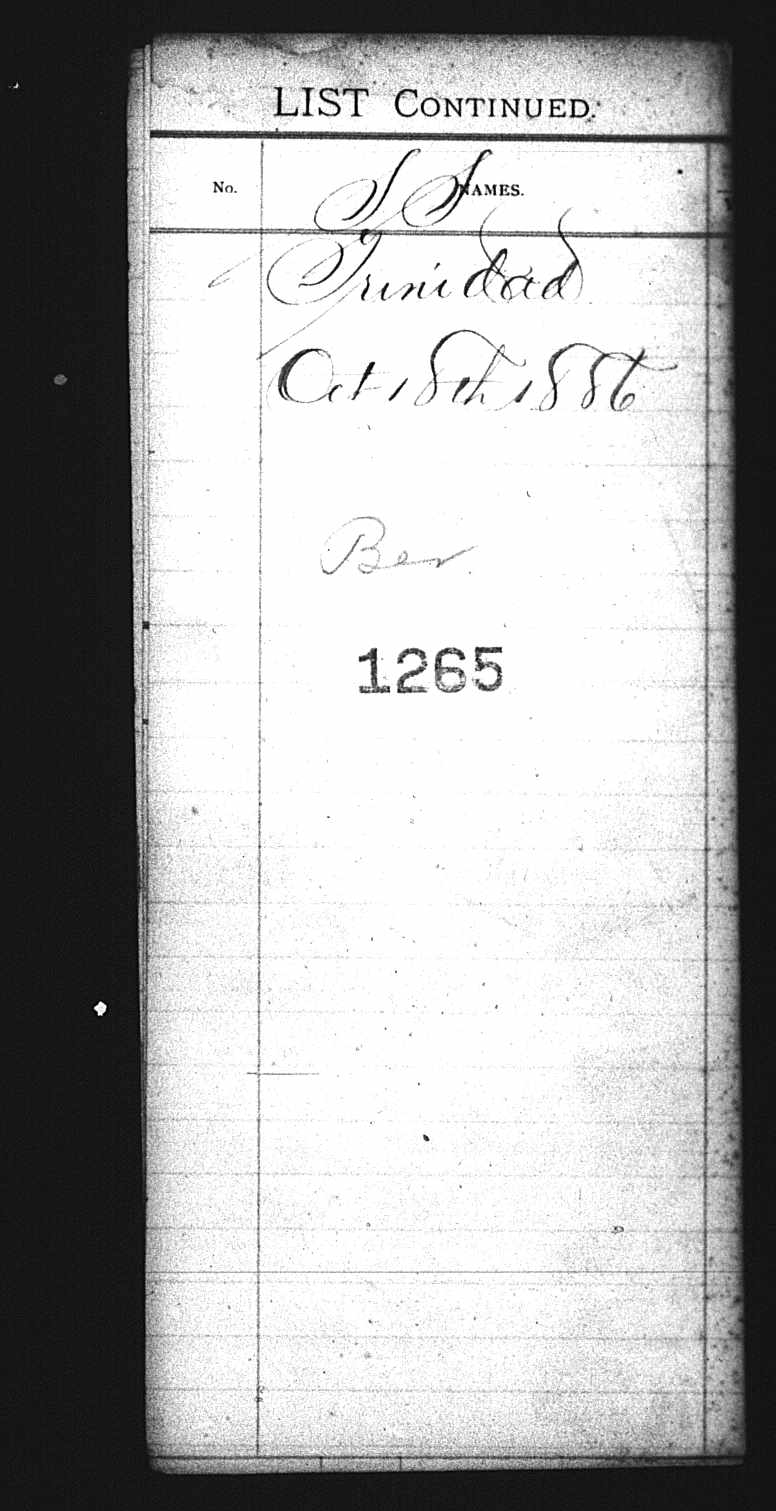 LIST CONTINUED.
No. NAMES.
S S
Trinidad
Oct 18th 1886
Ber
1265